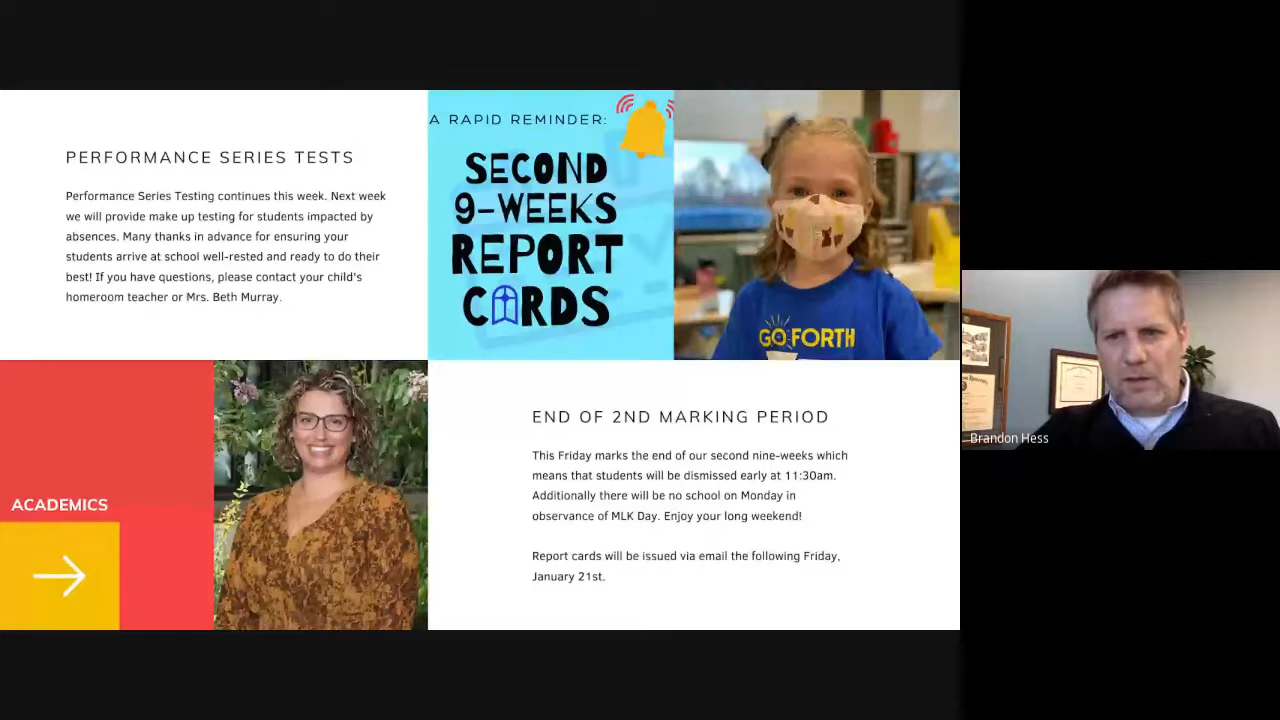 PERFORMANCE SERIES TESTS
Performance Series Testing continues this week. Next week
we will provide make up testing for students impacted by
absences. Many thanks in advance for ensuring your
students arrive at school well-rested and ready to do their
best! If you have questions, please contact your child's
homeroom teacher or Mrs. Beth Murray.
A RAPID REMINDER:
SECOND
9-WEEKS
REPORT
CARDS
GO FORTH
ACADEMICS
END OF 2ND MARKING PERIOD
This Friday marks the end of our second nine-weeks which
means that students will be dismissed early at 11:30am.
Additionally there will be no school on Monday in
observance of MLK Day. Enjoy your long weekend!
Report cards will be issued via email the following Friday,
January 21st.
Brandon Hess